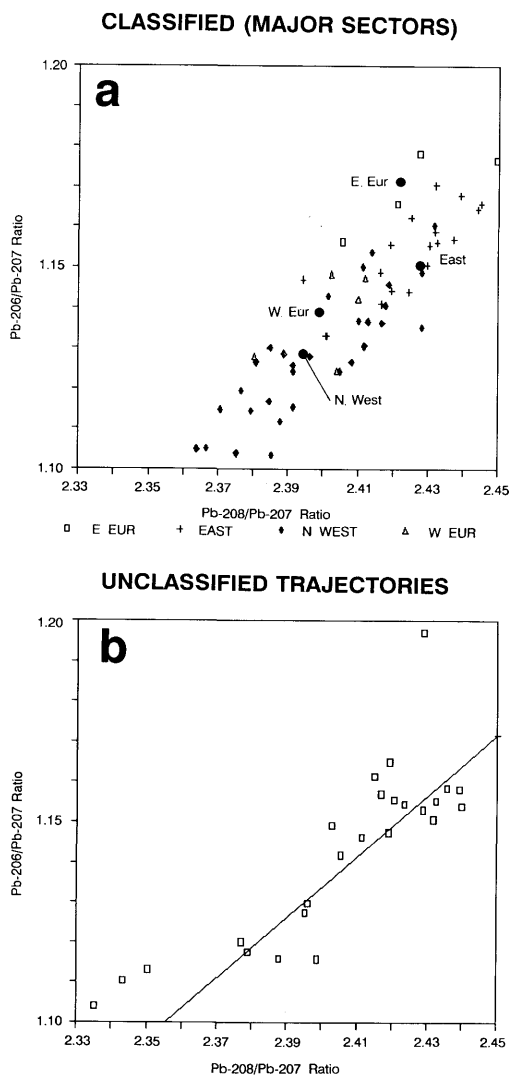 CLASSIFIED (MAJOR SECTORS)
a
1.20
1.15
1.10
Pb-206/Pb-207 Ratio
E. Eur
East
W. Eur
N. West
2.33 2.35 2.37 2.39 2.41 2.43 2.45
Pb-208/Pb-207 Ratio
E EUR EAST N WEST W EUR
UNCLASSIFIED TRAJECTORIES
b
1.20
1.15
1.10
Pb-206/Pb-207 Ratio
2.33 2.35 2.37 2.39 2.41 2.43 2.45
Pb-208/Pb-207 Ratio